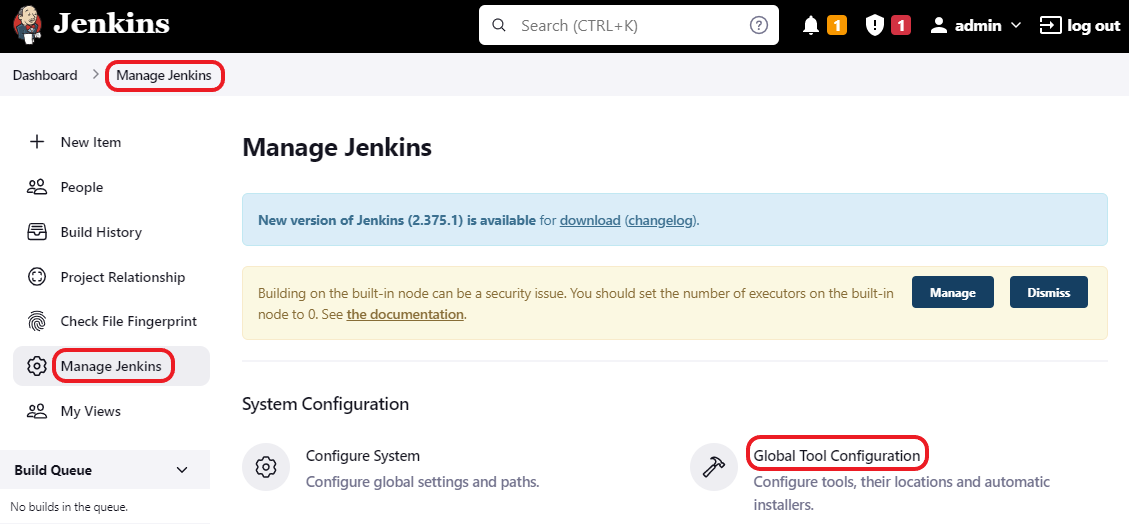 Jenkins
Search (CTRL+K)
?
1
1
admin
log out
Dashboard
Manage Jenkins
New Item
People
Build History
Project Relationship
Check File Fingerprint
Manage Jenkins
My Views
Build Queue
No builds in the queue.
Manage Jenkins
New version of Jenkins (2.375.1) is available for download (changelog).
Building on the built-in node can be a security issue. You should set the number of executors on the built-in
node to 0. See the documentation.
Manage
Dismiss
System Configuration
Configure System
Configure global settings and paths.
Global Tool Configuration
Configure tools, their locations and automatic
installers.